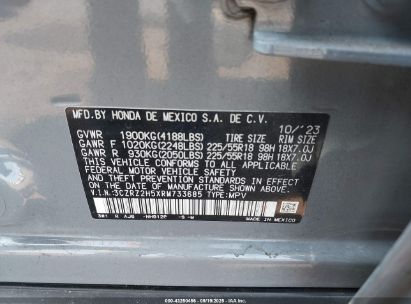 MFD. BY HONDA DE MEXICO S.A. DE C.V.
10/'23
GVWR 1900KG(4188LBS) TIRE SIZE RIM SIZE
GAWR F 1020KG(2248LBS) 225/55R18 98H 18X7.0J
GAWR R 930KG(2050LBS) 225/55R18 98H 18X7.0J
THIS VEHICLE CONFORMS TO ALL APPLICABLE
FEDERAL MOTOR VEHICLE SAFETY AND THEFT PREVENTION
STANDARDS IN EFFECT ON THE DATE OF
MANUFACTURE SHOWN ABOVE.
V.I.N.:3CZRZ2H5XRM733685 TYPE:MPV
3W1 R AJB
MADE IN MEXICO